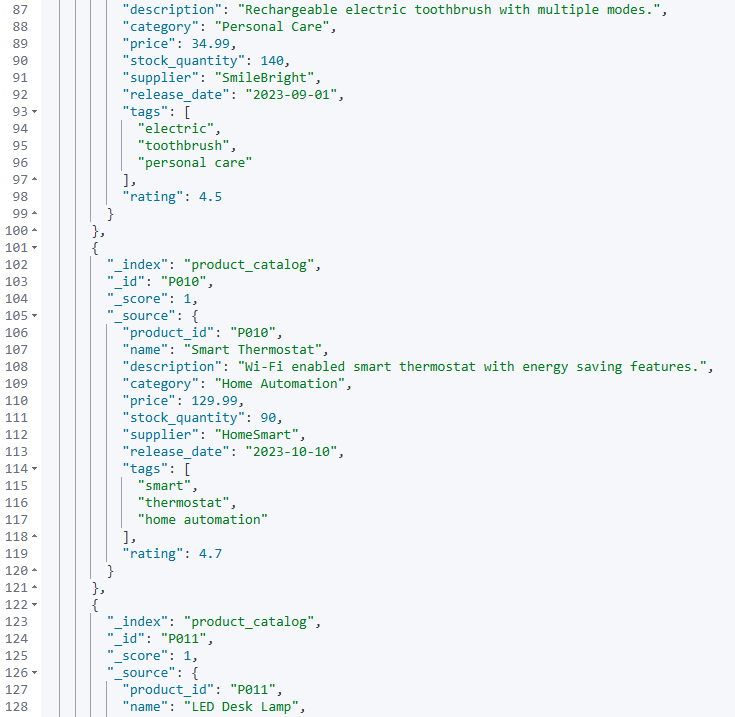 87 "description": "Rechargeable electric toothbrush with multiple modes.",
88 "category": "Personal Care",
89 "price": 34.99,
90 "stock_quantity": 140,
91 "supplier": "SmileBright",
92 "release_date": "2023-09-01",
93 "tags": [
94 "electric",
95 "toothbrush",
96 "personal care"
97 ],
98 "rating": 4.5
99 }
100 },
101 {
102 "_index": "product_catalog",
103 "_id": "P010",
104 "_score": 1,
105 "_source": {
106 "product_id": "P010",
107 "name": "Smart Thermostat",
108 "description": "Wi-Fi enabled smart thermostat with energy saving features.",
109 "category": "Home Automation",
110 "price": 129.99,
111 "stock_quantity": 90,
112 "supplier": "HomeSmart",
113 "release_date": "2023-10-10",
114 "tags": [
115 "smart",
116 "thermostat",
117 "home automation"
118 ],
119 "rating": 4.7
120 }
121 },
122 {
123 "_index": "product_catalog",
124 "_id": "P011",
125 "_score": 1,
126 "_source": {
127 "product_id": "P011",
128 "name": "LED Desk Lamp",